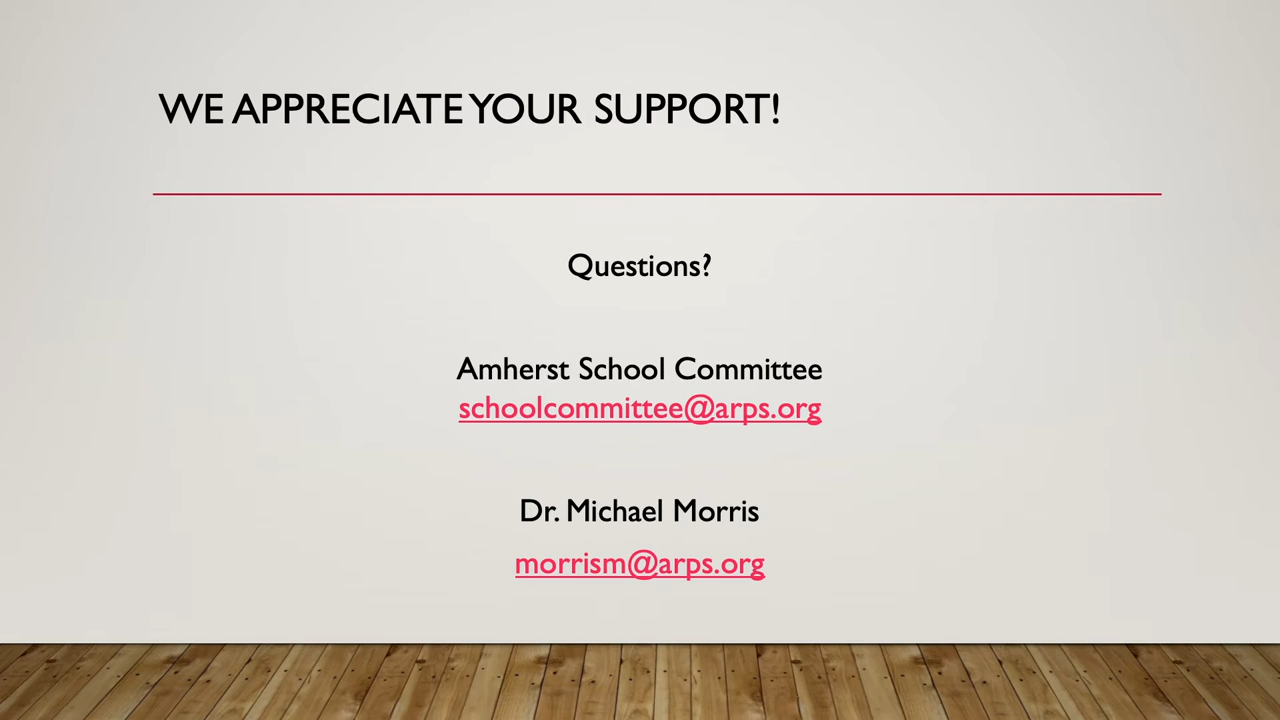 WE APPRECIATE YOUR SUPPORT!
Questions?
Amherst School Committee
schoolcommittee@arps.org
Dr. Michael Morris
morrism@arps.org